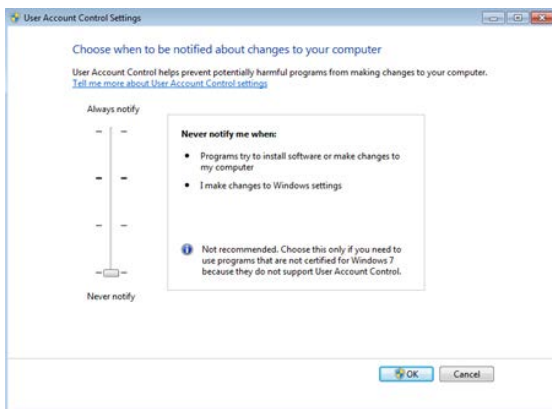 User Account Control Settings
Choose when to be notified about changes to your computer
User Account Control helps prevent potentially harmful programs from making changes to your computer.
Tell me more about User Account Control settings
Always notify
Never notify me when:
• Programs try to install software or make changes to
my computer
• I make changes to Windows settings
Not recommended. Choose this only if you need to
use programs that are not certified for Windows 7
because they do not support User Account Control.
Never notify
OK
Cancel